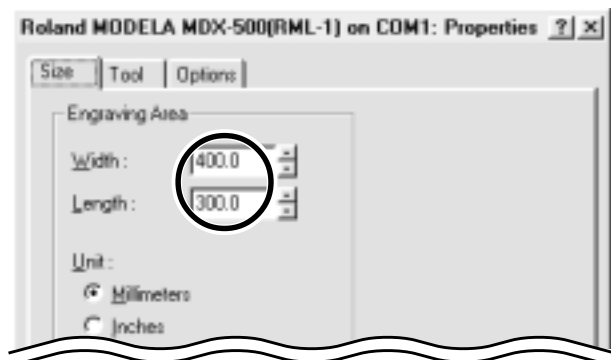 Roland MODELA MDX-500(RML-1) on COM1: Properties ? ×
Size Tool Options
Engraving Area
Width : 400.0
Length : 300.0
Unit :
Millimeters
Inches